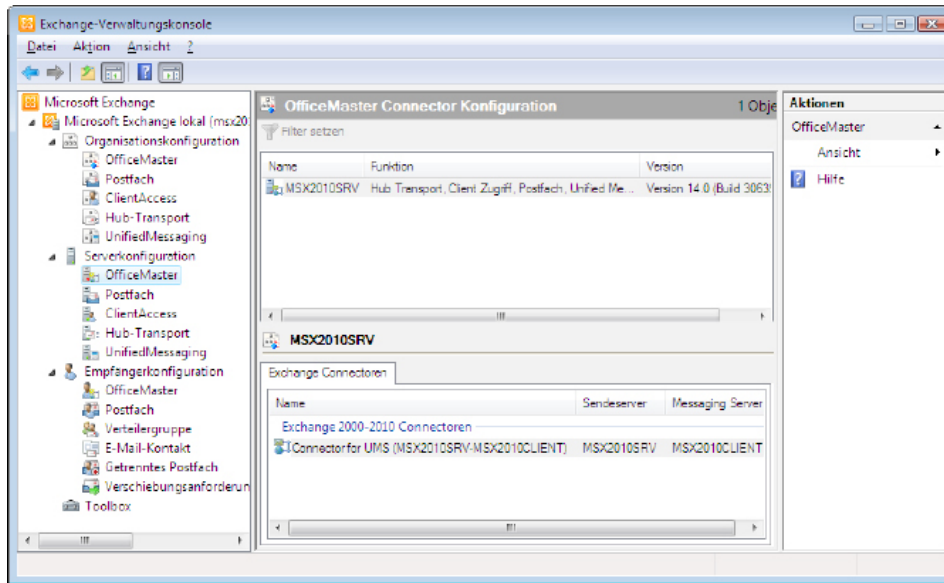 Exchange-Verwaltungskonsole
Datei Aktion Ansicht ?
Microsoft Exchange
Microsoft Exchange lokal (msx20
Organisationskonfiguration
OfficeMaster
Postfach
ClientAccess
Hub-Transport
UnifiedMessaging
Serverkonfiguration
OfficeMaster
Postfach
ClientAccess
Hub-Transport
UnifiedMessaging
Empfängerkonfiguration
OfficeMaster
Postfach
Verteilergruppe
E-Mail-Kontakt
Getrenntes Postfach
Verschiebungsanforderun
Toolbox
OfficeMaster Connector Konfiguration 1 Obje
Filter setzen
Name Funktion Version
MSX2010SRV Hub Transport, Client Zugriff, Postfach, Unified Me... Version 14.0 (Build 3063
MSX2010SRV
Exchange Connectoren
Name Sendeserver Messaging Server
Exchange 2000-2010 Connectoren
Connector for UMS (MSX2010SRV-MSX2010CLIENT) MSX2010SRV MSX2010CLIENT
Aktionen
OfficeMaster
Ansicht
Hilfe